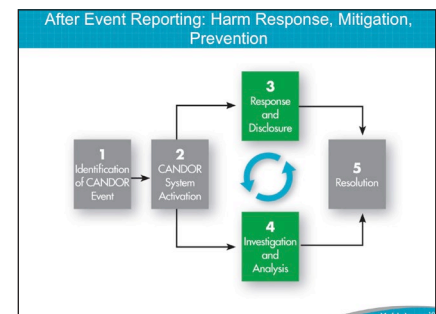 After Event Reporting: Harm Response, Mitigation,
Prevention
1
Identification
of CANDOR
Event
2
CANDOR
System
Activation
3
Response
and
Disclosure
4
Investigation
and
Analysis
5
Resolution